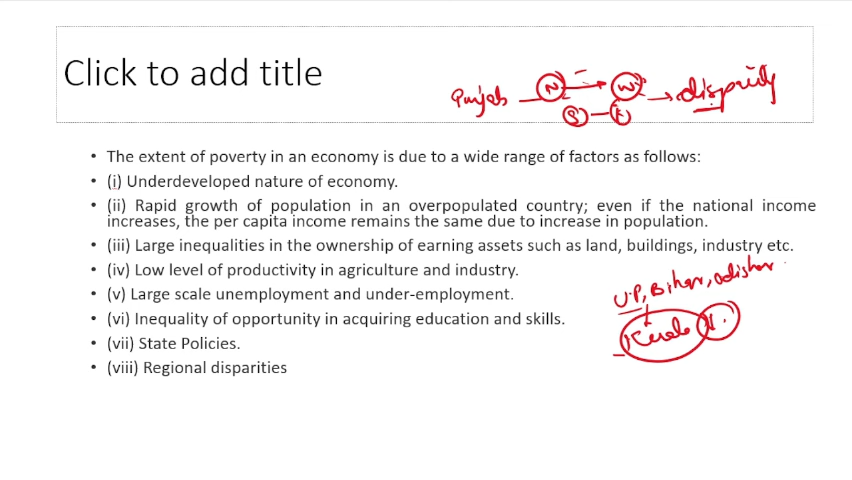 Click to add title
Punjab N → W → disparity
S – E
• The extent of poverty in an economy is due to a wide range of factors as follows:
• (i) Underdeveloped nature of economy.
• (ii) Rapid growth of population in an overpopulated country; even if the national income
increases, the per capita income remains the same due to increase in population.
• (iii) Large inequalities in the ownership of earning assets such as land, buildings, industry etc.
• (iv) Low level of productivity in agriculture and industry.
• (v) Large scale unemployment and under-employment.
U.P, Bihar, odisha
• (vi) Inequality of opportunity in acquiring education and skills.
Kerala
• (vii) State Policies.
• (viii) Regional disparities